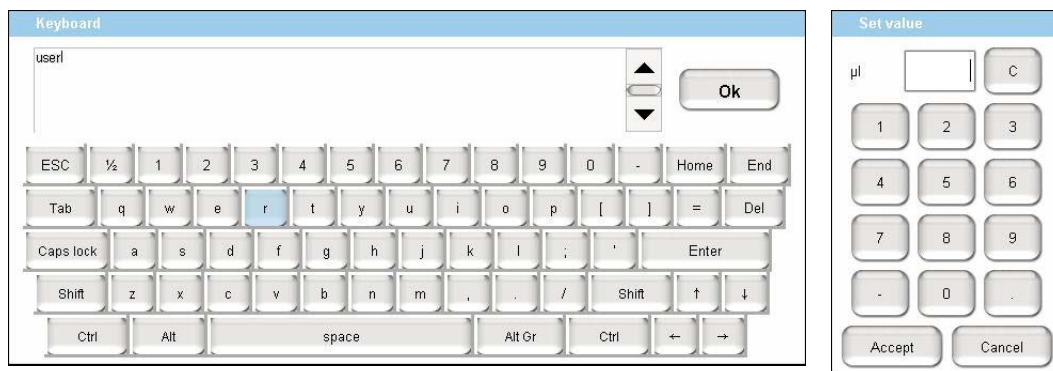 Keyboard
user
Ok
ESC ½ 1 2 3 4 5 6 7 8 9 0 - Home End
Tab q w e r t y u i o p [ ] = Del
Caps lock a s d f g h j k l ; ' Enter
Shift z x c v b n m , . / Shift ↑ ↓
Ctrl Alt space Alt Gr Ctrl ← →
Set value
µl C
1 2 3
4 5 6
7 8 9
- 0 .
Accept Cancel